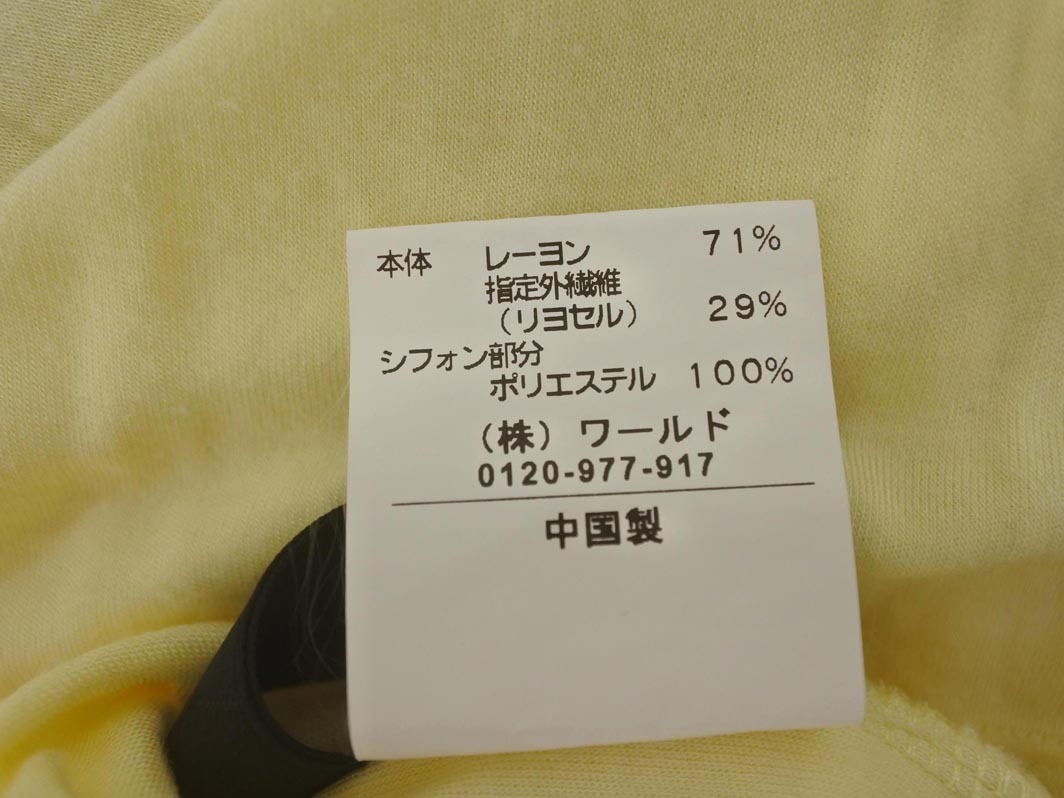 本体 レーヨン 71%
指定外繊維
（リヨセル） 29%
シフォン部分
ポリエステル 100%
（株）ワールド
0120-977-917
中国製